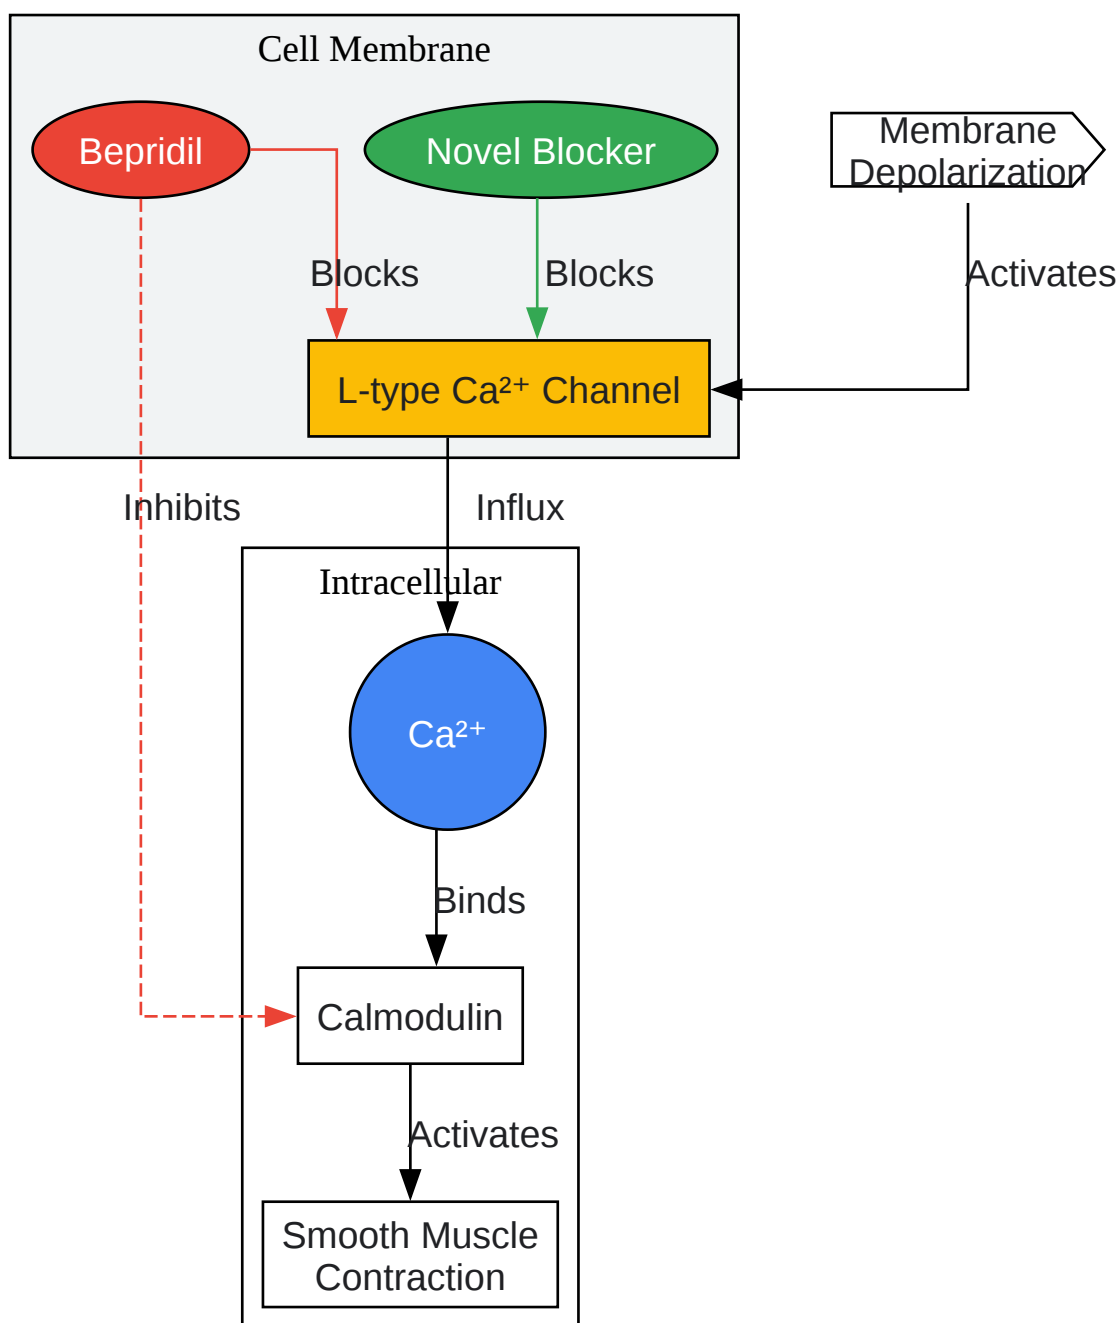 Cell Membrane
Bepridil
Novel Blocker
Membrane
Depolarization
Blocks
Blocks
Activates
L-type Ca²⁺ Channel
Inhibits
Influx
Intracellular
Ca²⁺
Binds
Calmodulin
Activates
Smooth Muscle
Contraction